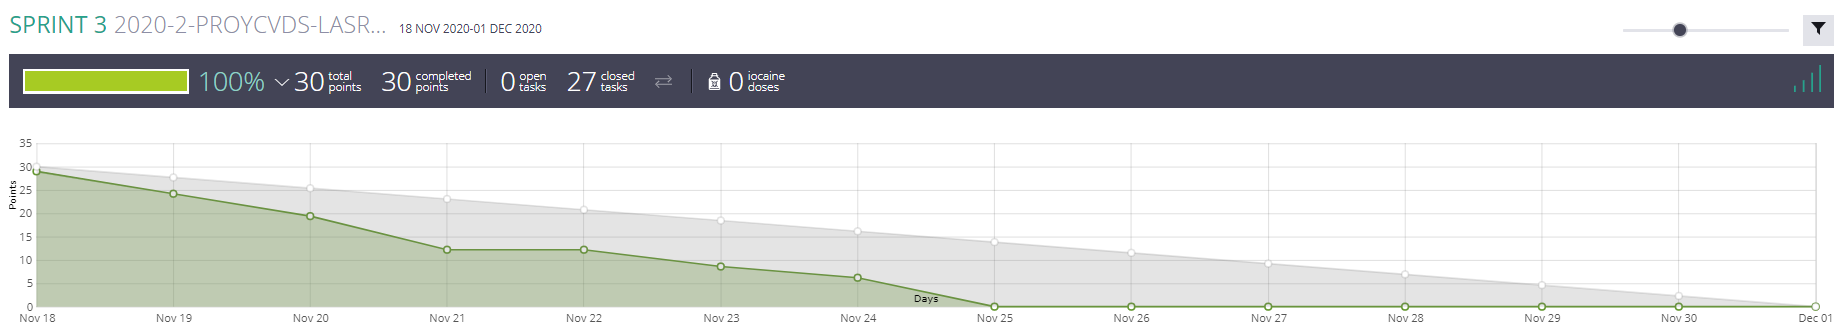 SPRINT 3 2020-2-PROYCVDS-LASR... 18 NOV 2020-01 DEC 2020
100% 30 total points 30 completed points 0 open tasks 27 closed tasks 0 iocaine doses
35
30
25
20
15
10
5
0
Points
Days
Nov 18 Nov 19 Nov 20 Nov 21 Nov 22 Nov 23 Nov 24 Nov 25 Nov 26 Nov 27 Nov 28 Nov 29 Nov 30 Dec 01